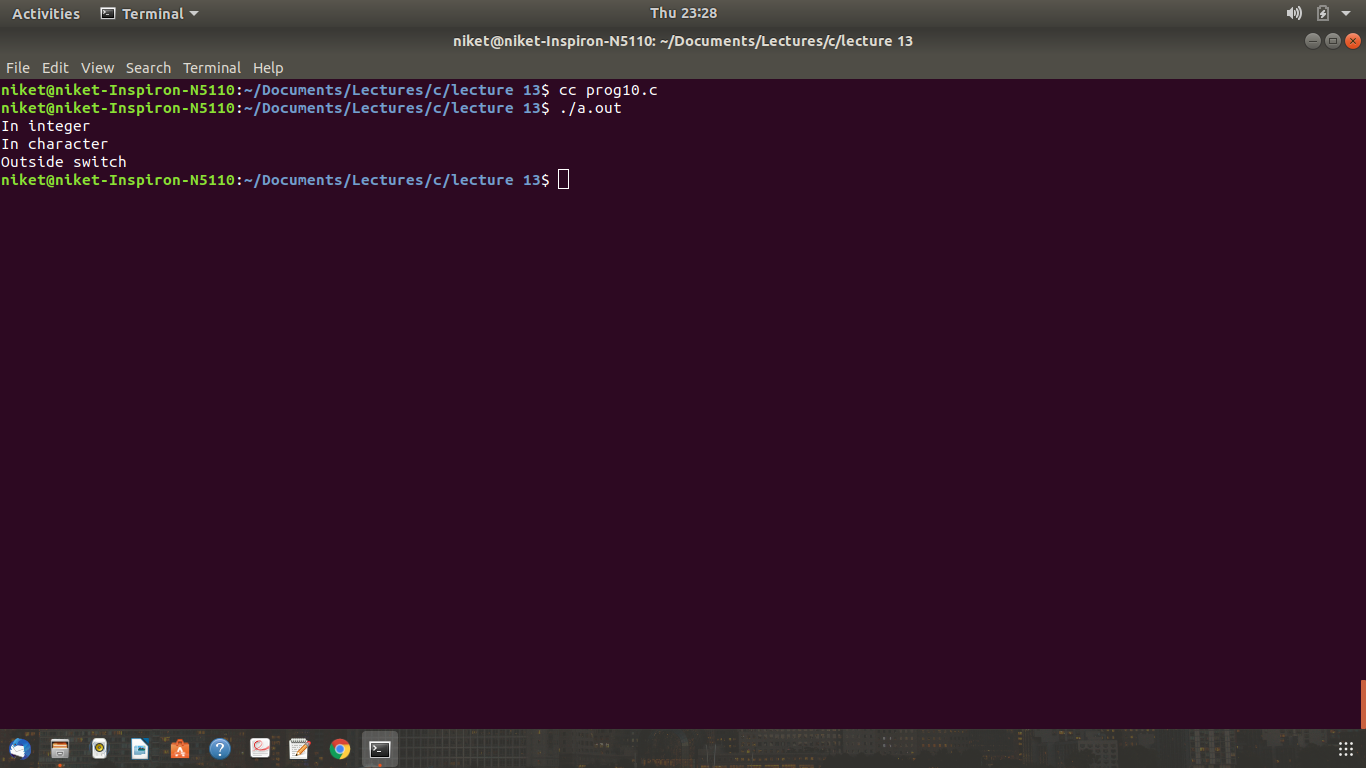 Activities Terminal Thu 23:28
niket@niket-Inspiron-N5110: ~/Documents/Lectures/c/lecture 13
File Edit View Search Terminal Help
niket@niket-Inspiron-N5110:~/Documents/Lectures/c/lecture 13$ cc prog10.c
niket@niket-Inspiron-N5110:~/Documents/Lectures/c/lecture 13$ ./a.out
In integer
In character
Outside switch
niket@niket-Inspiron-N5110:~/Documents/Lectures/c/lecture 13$